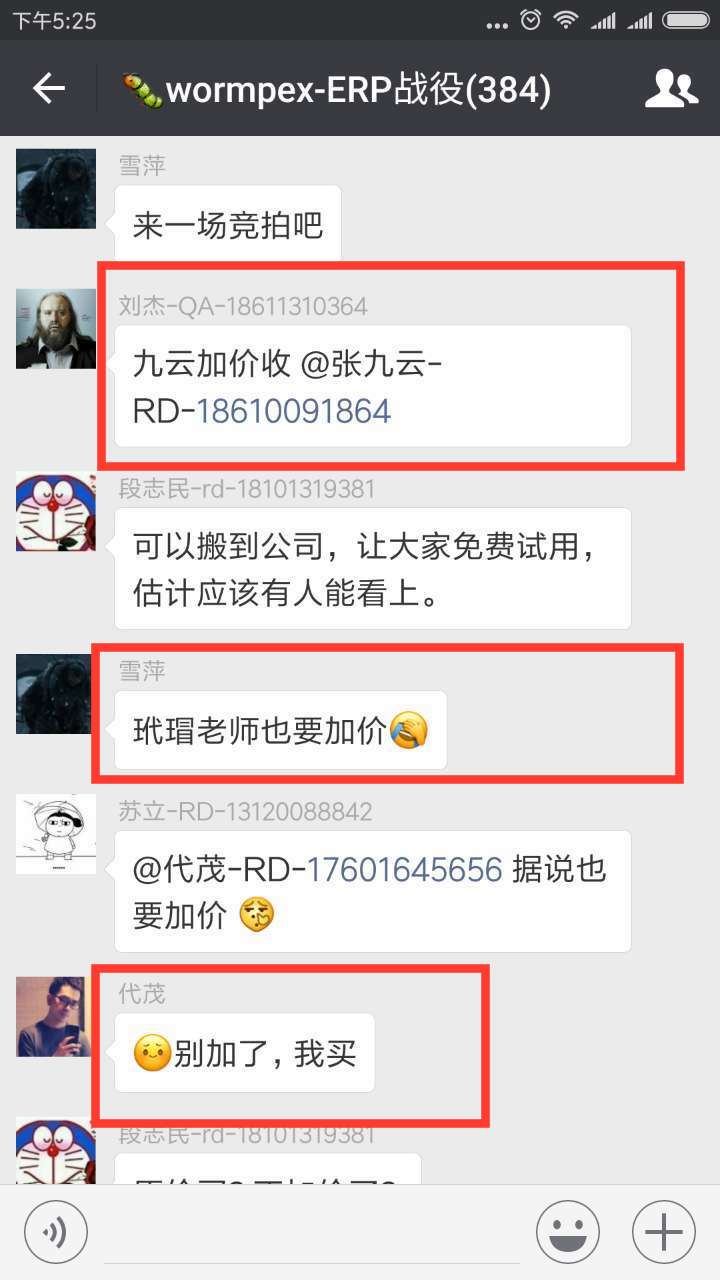 下午5:25
wormpex-ERP战役(384)
雪萍
来一场竞拍吧
刘杰-QA-18611310364
九云加价收 @张九云-
RD-18610091864
段志民-rd-18101319381
可以搬到公司，让大家免费试用，
估计应该有人能看上。
雪萍
玳瑁老师也要加价
苏立-RD-13120088842
@代茂-RD-17601645656 据说也
要加价
代茂
别加了，我买
段志民-rd-18101319381